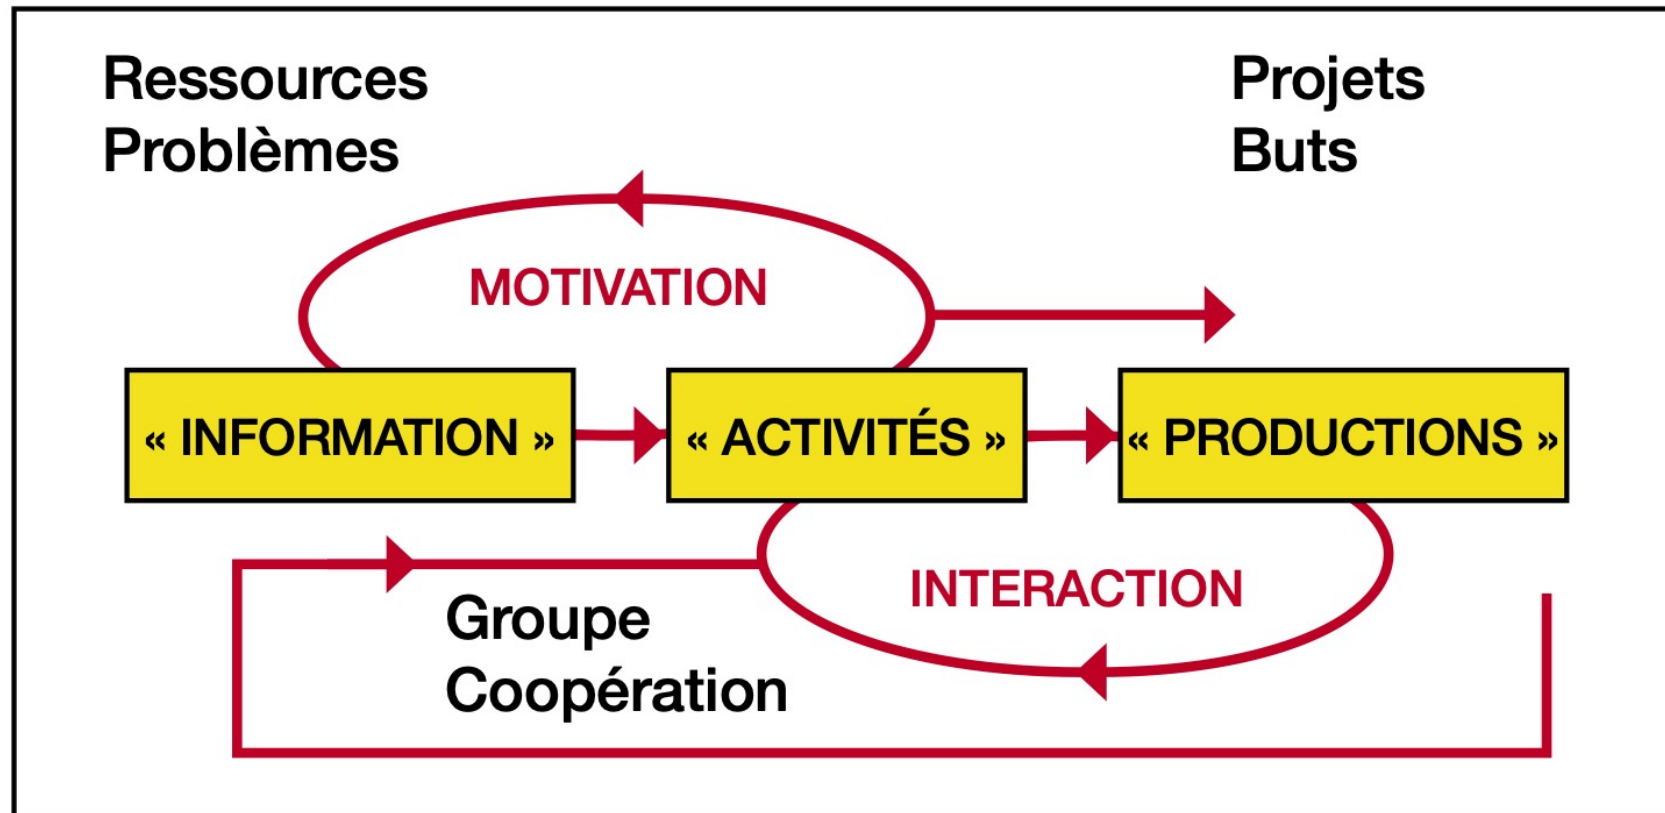 Ressources
Problèmes
Projets
Buts
MOTIVATION
« INFORMATION »
« ACTIVITÉS »
« PRODUCTIONS »
INTERACTION
Groupe
Coopération